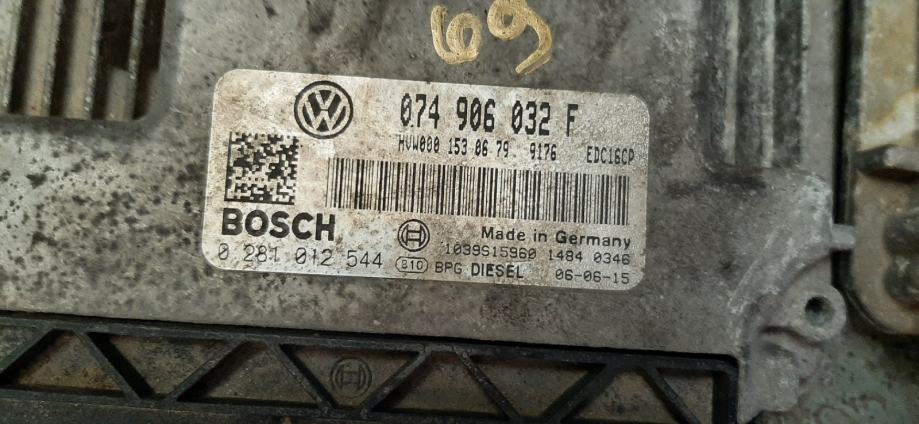 69
074 906 032 F
HVW000 153 06 79 9176 EDC16CP
BOSCH
Made in Germany
0 281 012 544
1039S15960 1484 0346
810 BPG DIESEL 06-06-15